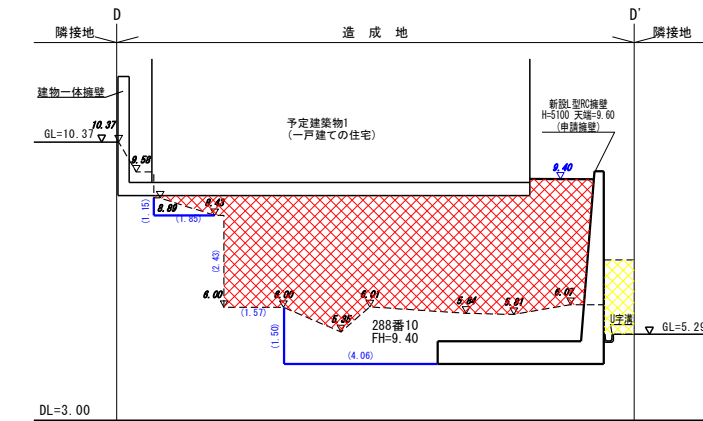 D
D'
隣接地
造成地
隣接地
建物一体擁壁
予定建築物1
(一戸建ての住宅)
新設L型RC擁壁
H=5100 天端=9.60
(申請擁壁)
10.37
GL=10.37
9.58
9.40
8.89
8.43
(1.15)
(1.85)
(2.43)
6.00
6.00
6.01
5.84
5.81
6.07
(1.57)
5.35
288番10
FH=9.40
U字溝
GL=5.29
(1.50)
(4.06)
DL=3.00